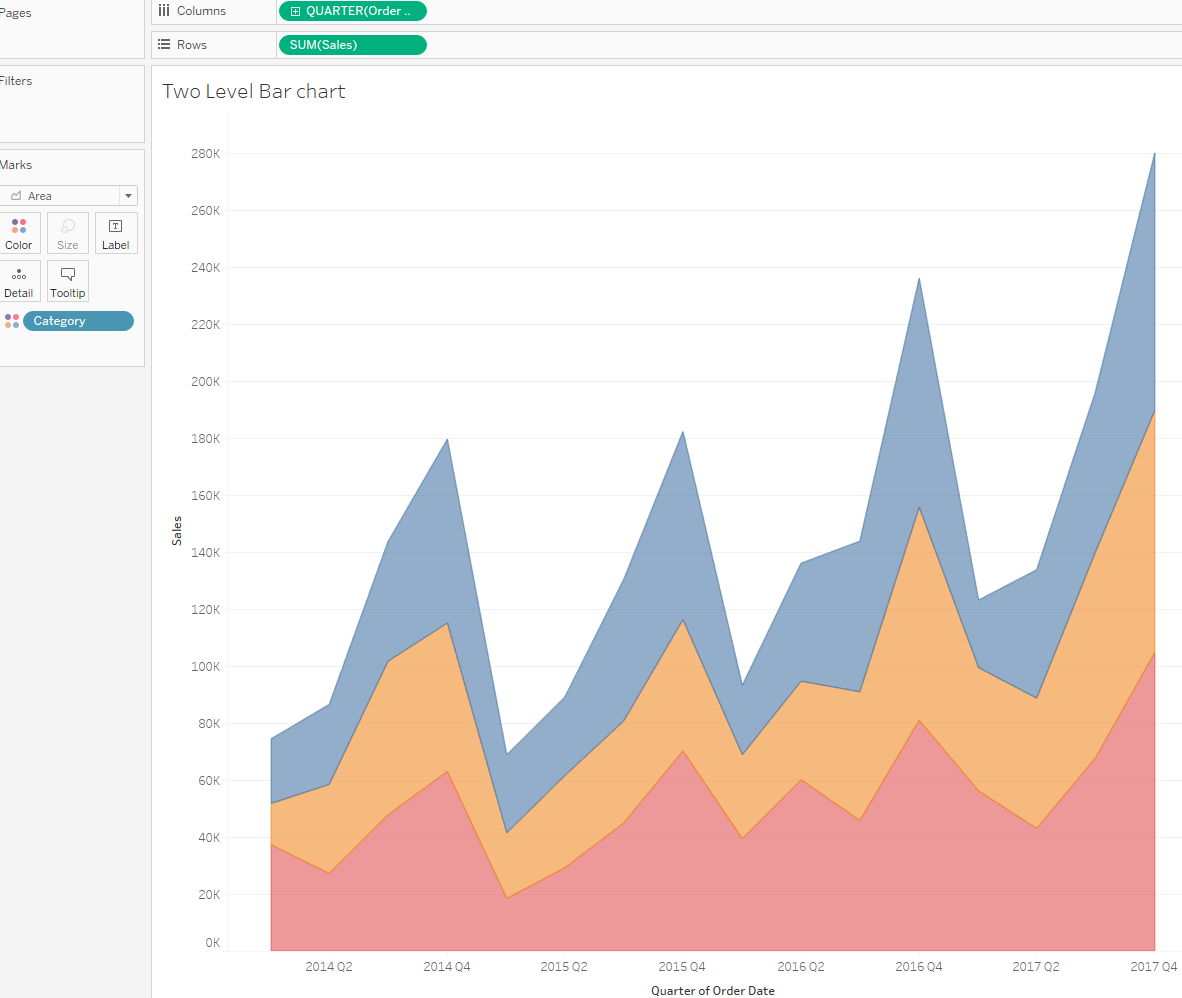 Pages
Columns
QUARTER(Order ..
Rows
SUM(Sales)
Filters
Marks
Area
Color
Size
T
Label
Detail
Tooltip
Category
Two Level Bar chart
280K
260K
240K
220K
200K
180K
160K
140K
120K
100K
80K
60K
40K
20K
0K
Sales
2014 Q2
2014 Q4
2015 Q2
2015 Q4
2016 Q2
2016 Q4
2017 Q2
2017 Q4
Quarter of Order Date